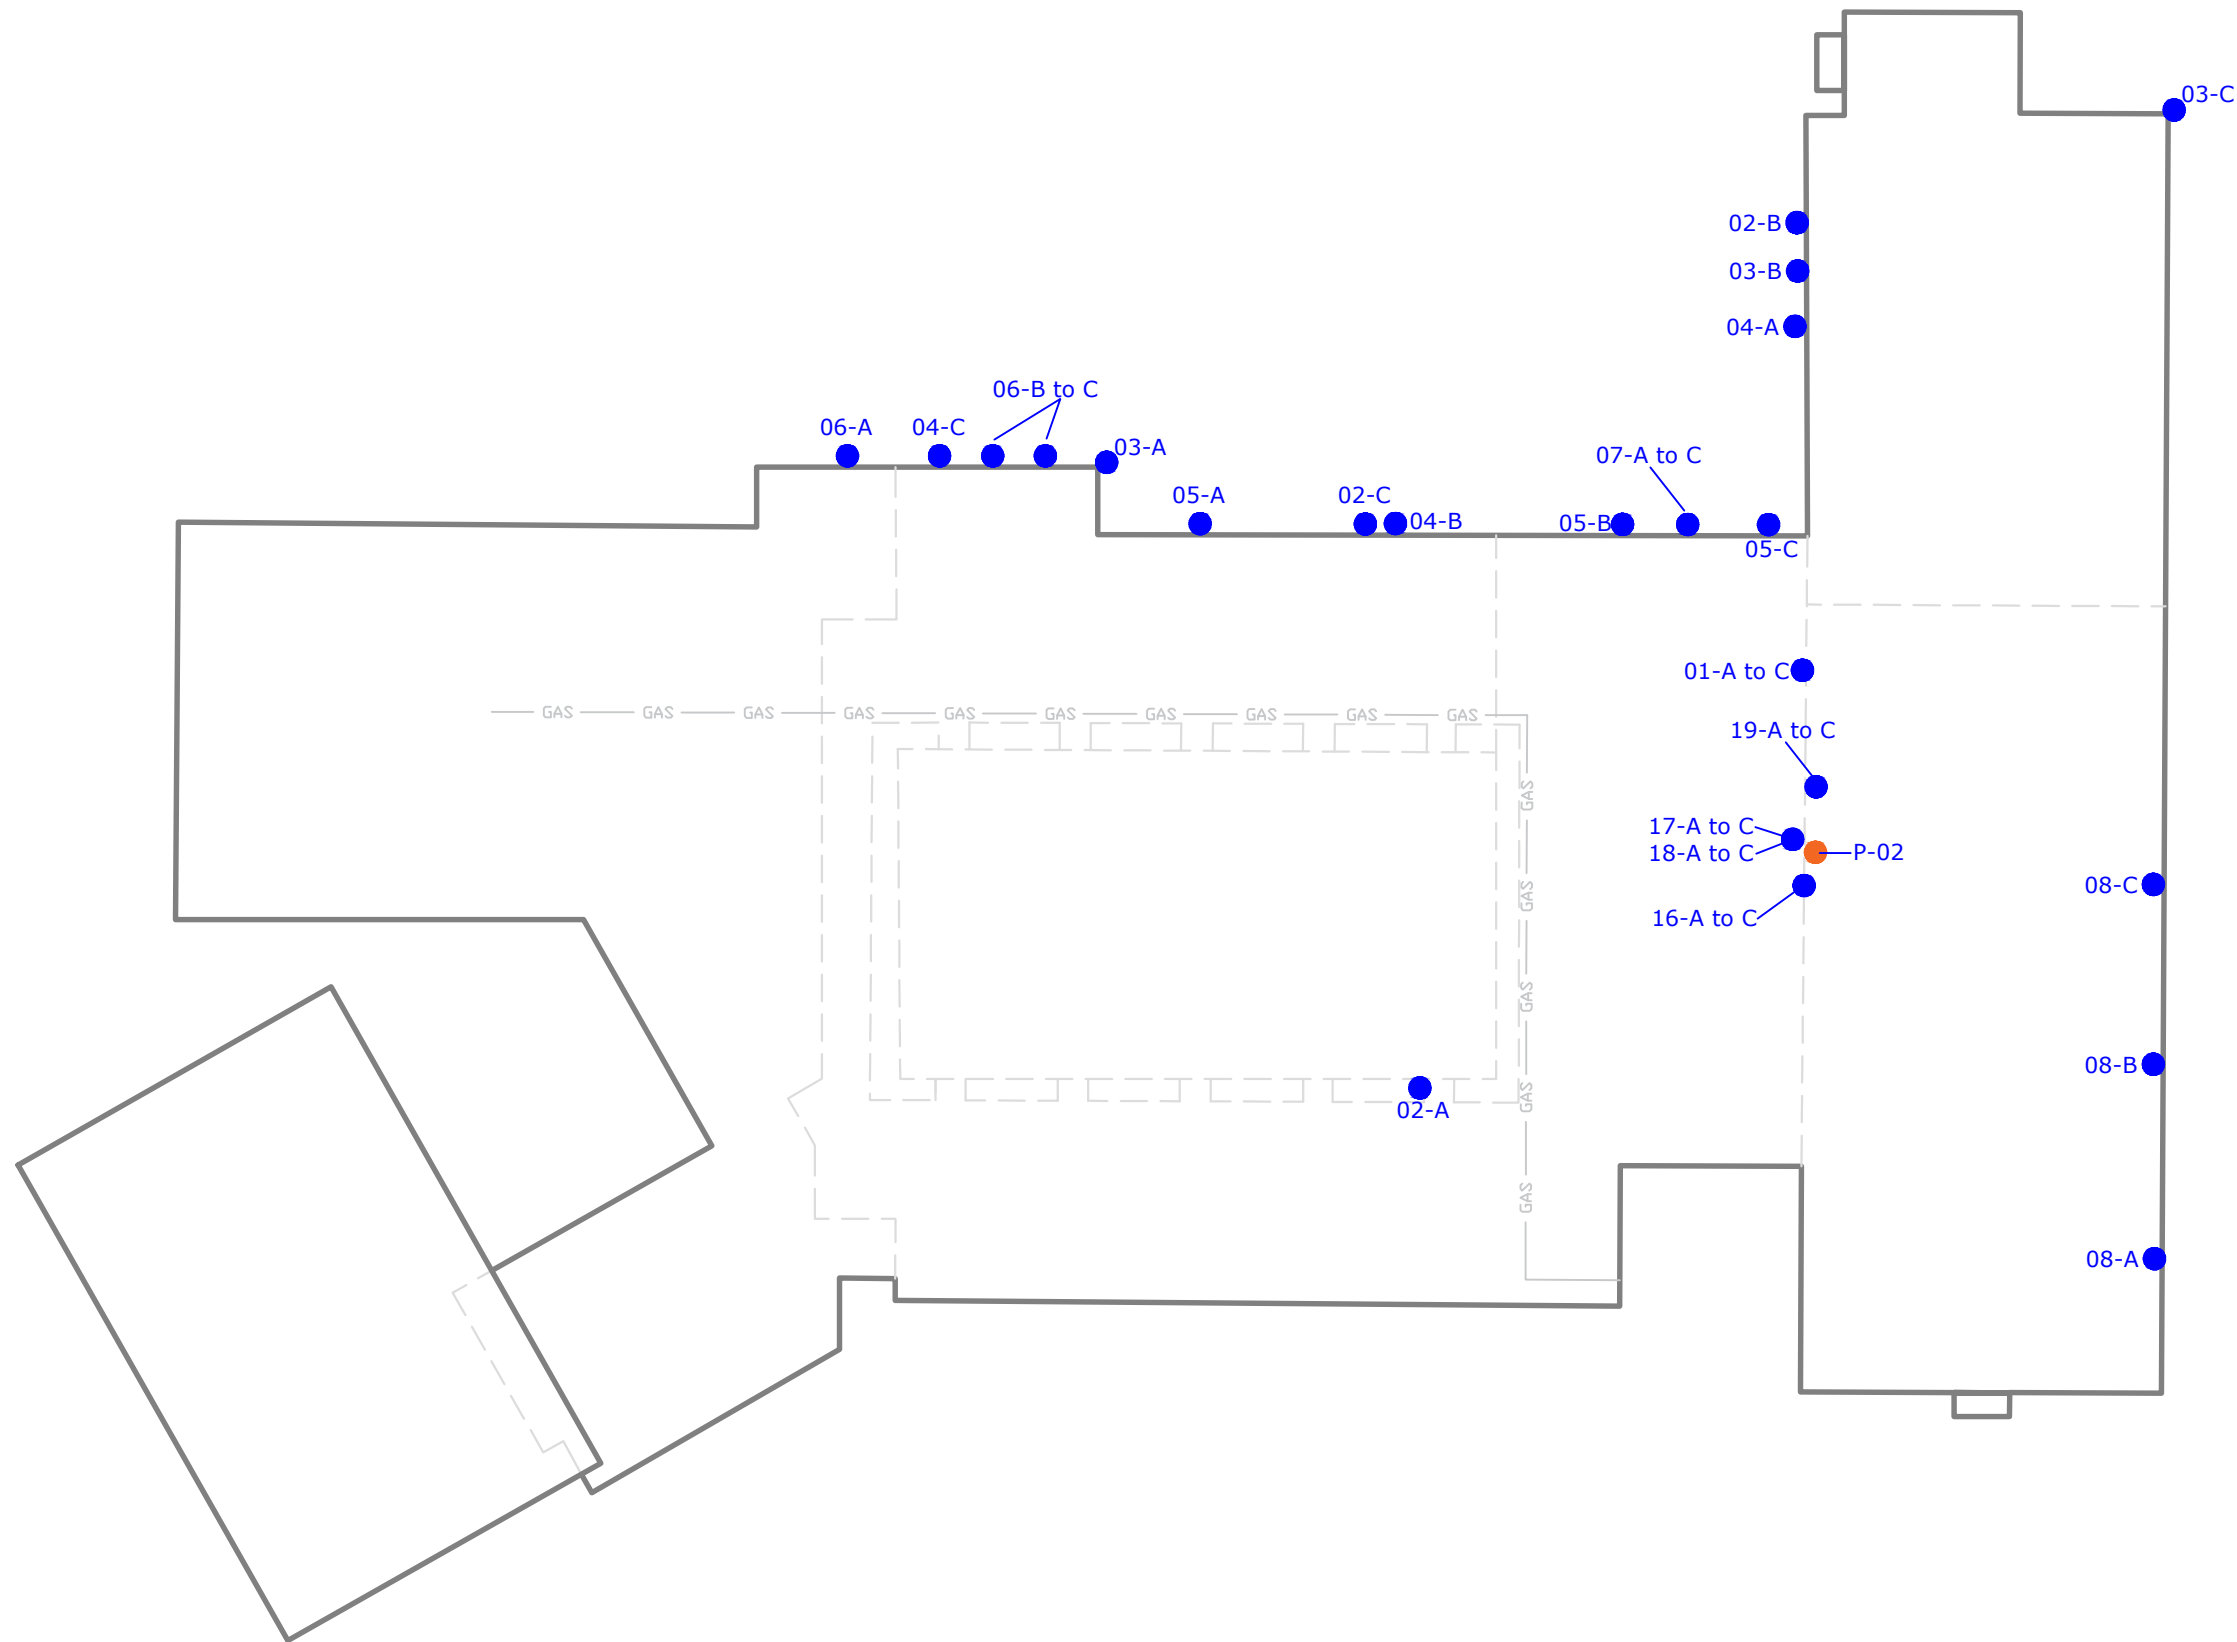 03-C
02-B
03-B
04-A
06-B to C
06-A
04-C
03-A
07-A to C
05-A
02-C
04-B
05-B
05-C
01-A to C
GAS
GAS
GAS
GAS
GAS
GAS
GAS
GAS
GAS
GAS
19-A to C
GAS
17-A to C
18-A to C
P-02
08-C
GAS
16-A to C
GAS
08-B
GAS
02-A
GAS
08-A